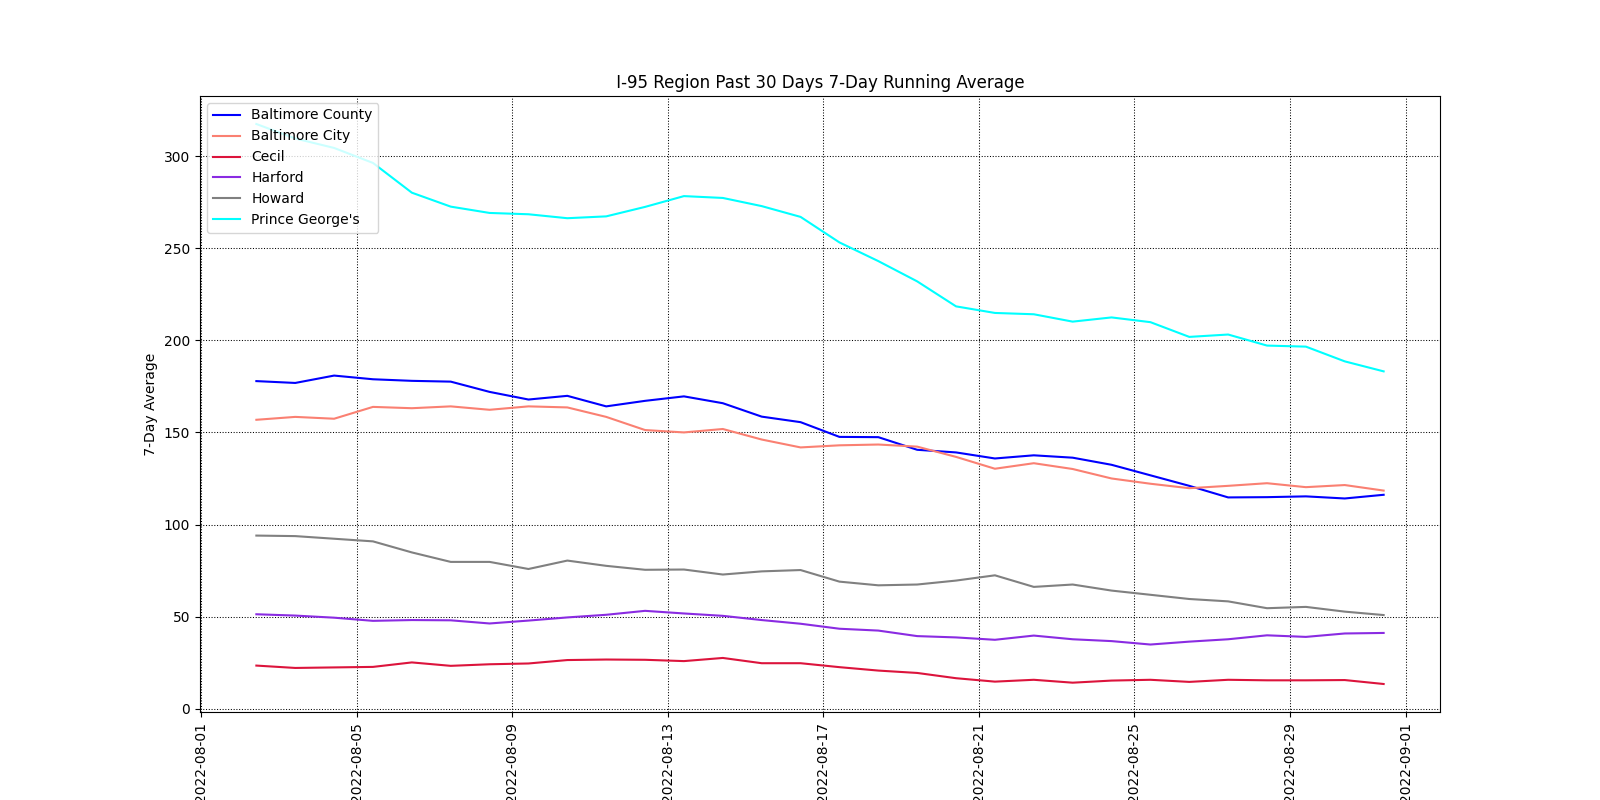 I-95 Region Past 30 Days 7-Day Running Average
Baltimore County
Baltimore City
Cecil
Harford
Howard
Prince George's
7-Day Average
300
250
200
150
100
50
0
2022-08-01
2022-08-05
2022-08-09
2022-08-13
2022-08-17
2022-08-21
2022-08-25
2022-08-29
2022-09-01